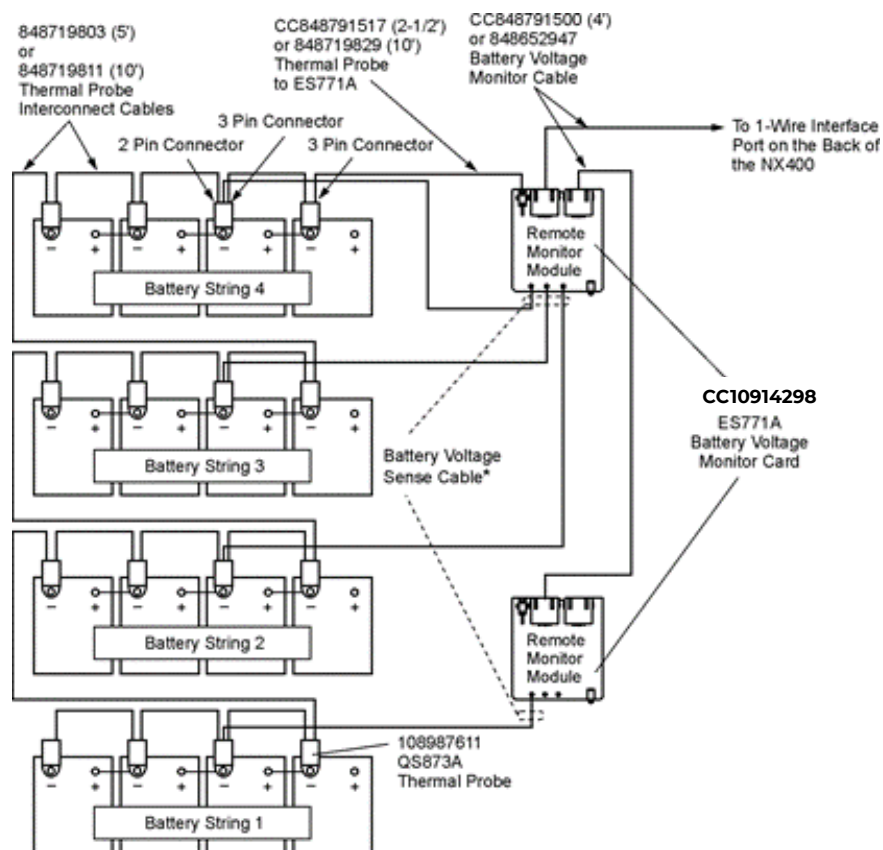 848719803 (5')
or
848719811 (10')
Thermal Probe
Interconnect Cables
CC848791517 (2-1/2')
or 848719829 (10')
Thermal Probe
to ES771A
CC848791500 (4')
or 848652947
Battery Voltage
Monitor Cable
3 Pin Connector
2 Pin Connector
3 Pin Connector
To 1-Wire Interface
Port on the Back of
the NX400
Remote
Monitor
Module
- + - + - + - +
Battery String 4
CC10914298
ES771A
Battery Voltage
Monitor Card
- + - + - + - +
Battery String 3
Battery Voltage
Sense Cable*
- + - + - + - +
Battery String 2
Remote
Monitor
Module
108987611
QS873A
Thermal Probe
- + - + - + - +
Battery String 1